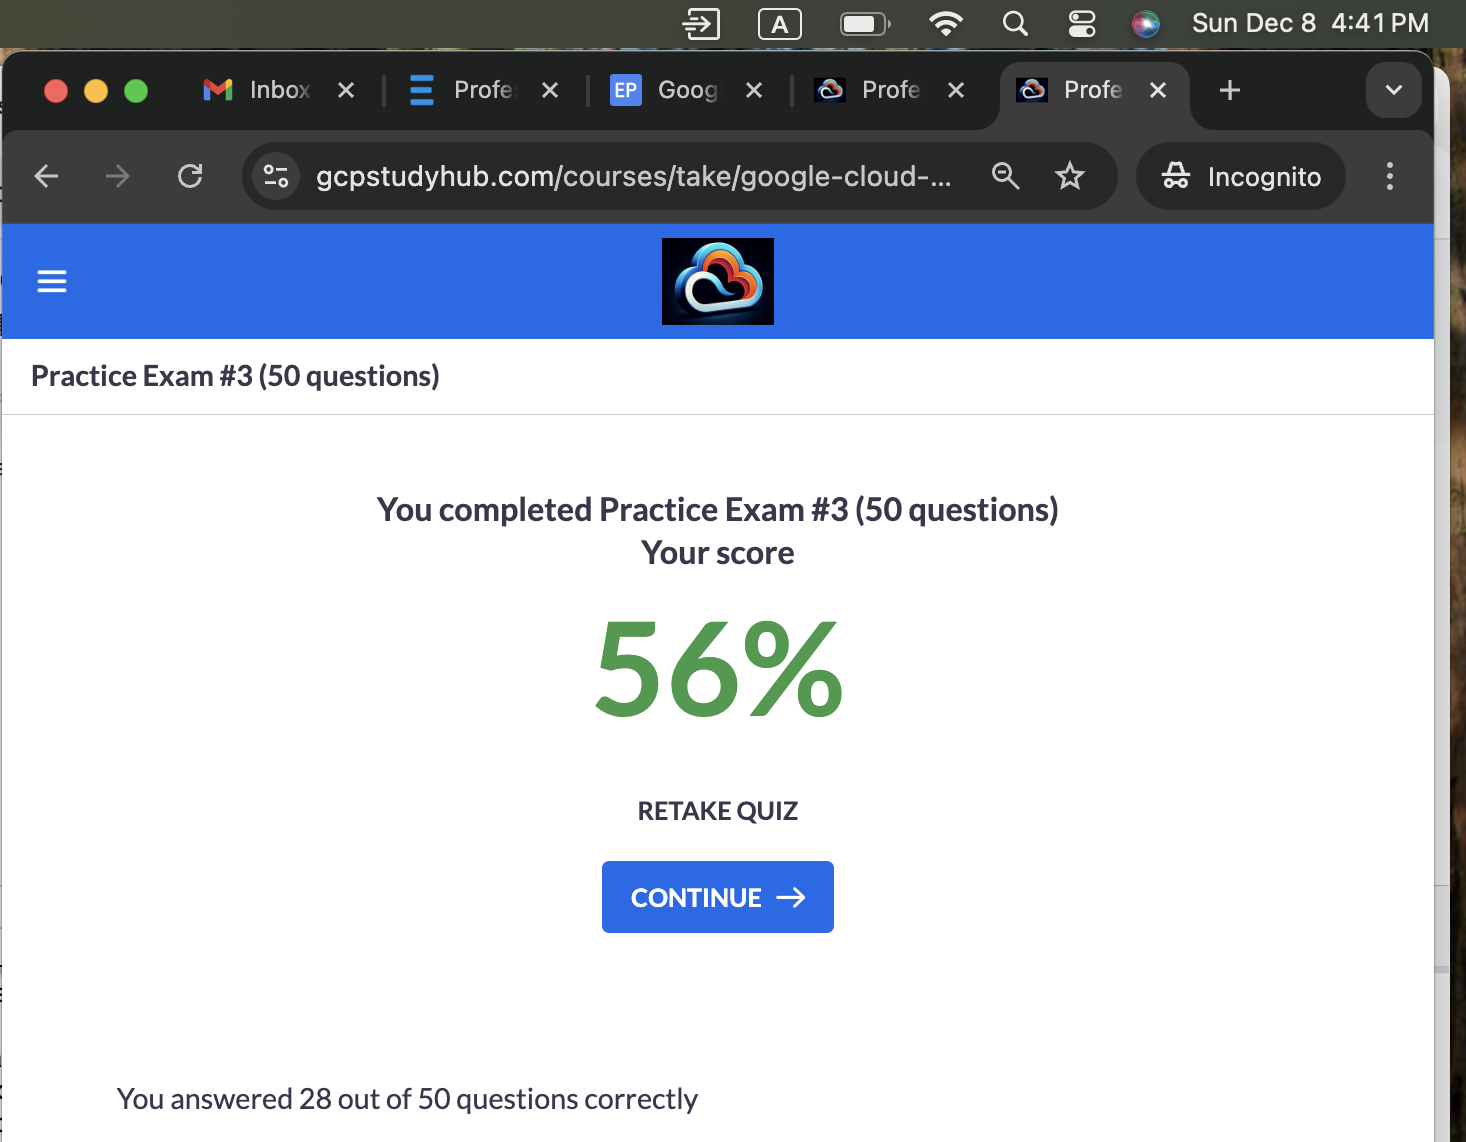 A
Sun Dec 8 4:41 PM
Inbox
Profe
EP
Goog
Profe
Profe
gcpstudyhub.com/courses/take/google-cloud-...
Incognito
Practice Exam #3 (50 questions)
You completed Practice Exam #3 (50 questions)
Your score
56%
RETAKE QUIZ
CONTINUE →
You answered 28 out of 50 questions correctly